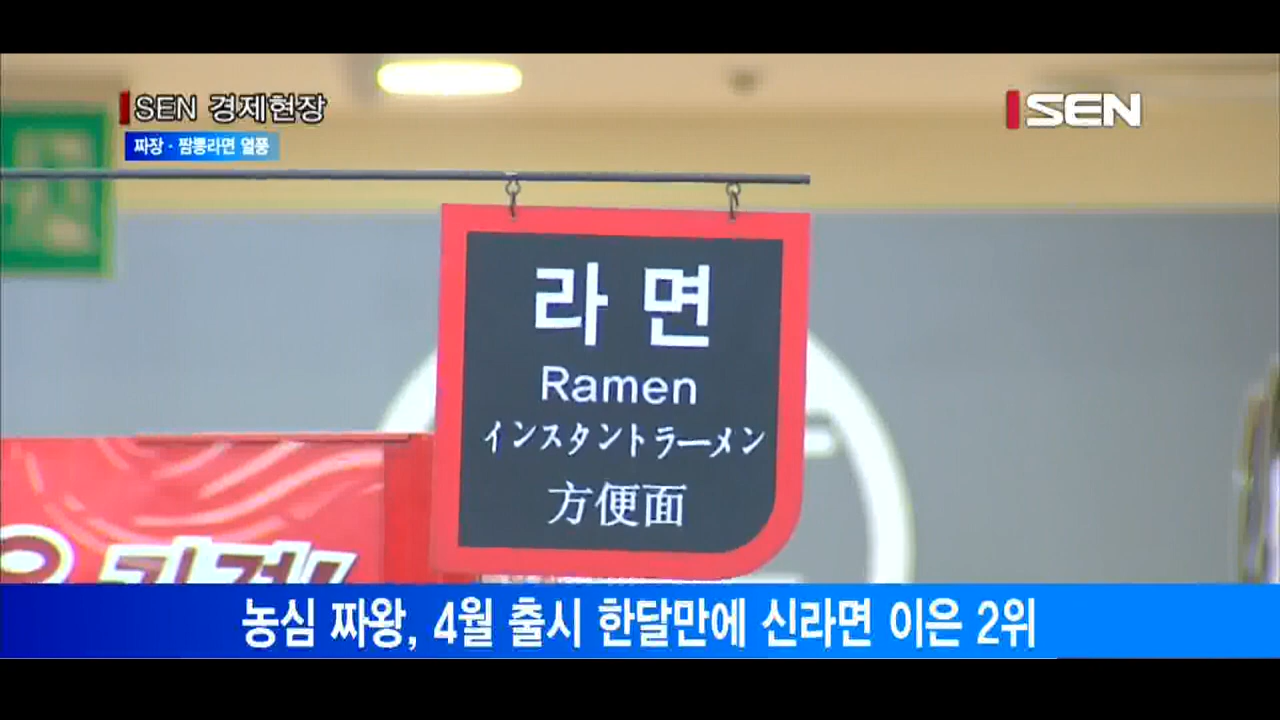 SEN 경제현장
SEN
짜장·짬뽕라면 열풍
라면
Ramen
インスタントラーメン
方便面
농심 짜왕, 4월 출시 한달만에 신라면 이은 2위